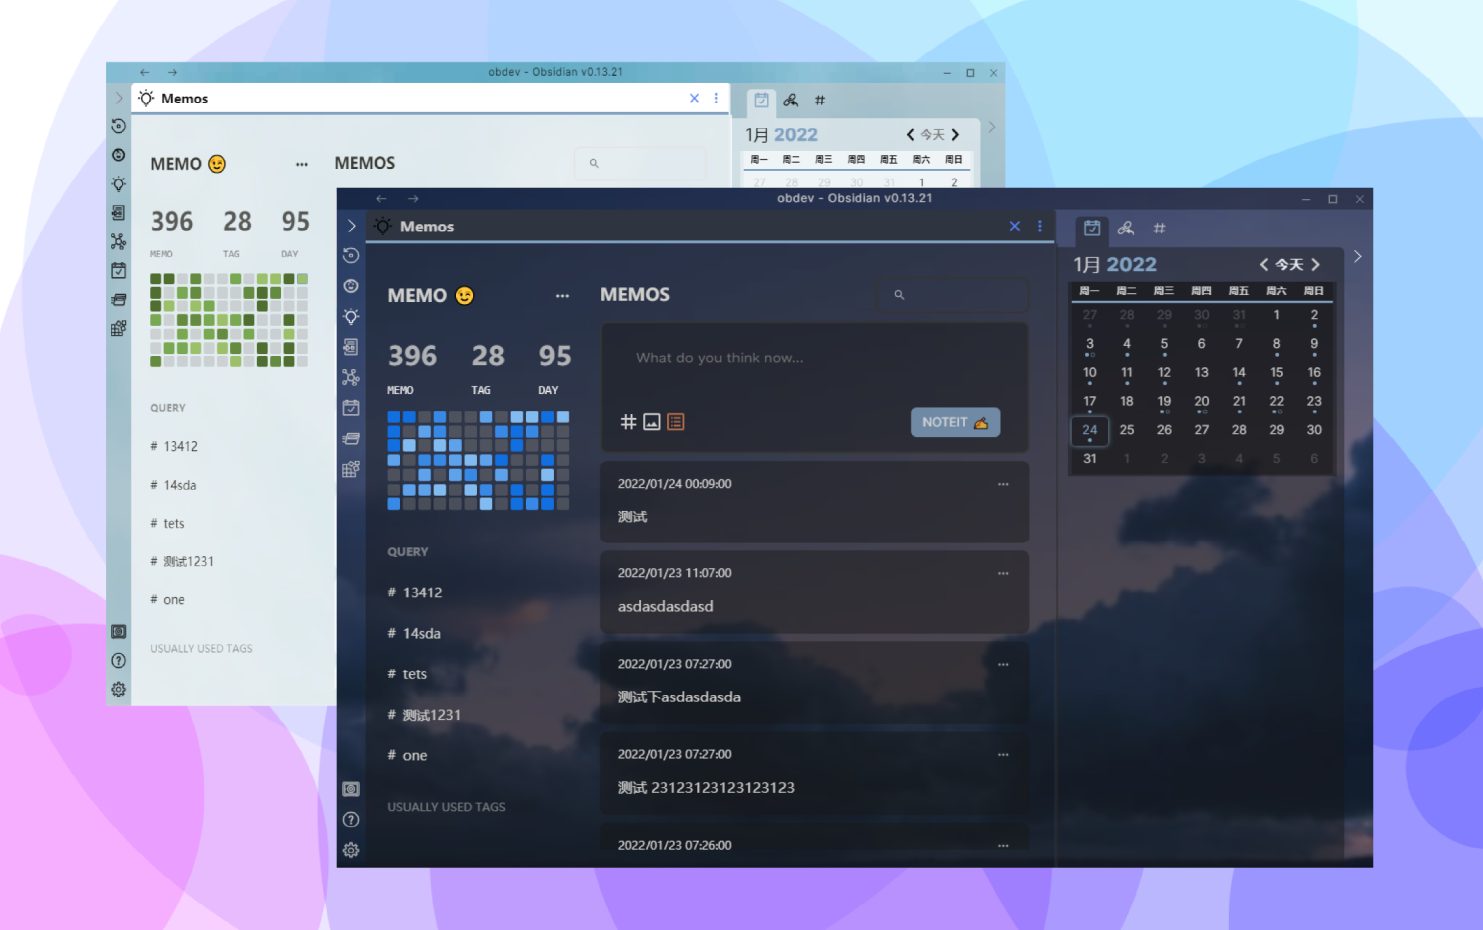 obdev - Obsidian v0.13.21
Memos
MEMO 😉 ···
MEMOS
396 28 95
MEMO TAG DAY
QUERY
# 13412
# 14sda
# tets
# 测试1231
# one
USUALLY USED TAGS
#
1月 2022
今天
周一 周二 周三 周四 周五 周六 周日
27 28 29 30 31 1 2
obdev - Obsidian v0.13.21
Memos
MEMO 😉 ···
396 28 95
MEMO TAG DAY
QUERY
# 13412
# 14sda
# tets
# 测试1231
# one
USUALLY USED TAGS
MEMOS
What do you think now...
#
NOTEIT ✍
2022/01/24 00:09:00 ···
测试
2022/01/23 11:07:00 ···
asdasdasdasd
2022/01/23 07:27:00 ···
测试下asdasdasda
2022/01/23 07:27:00 ···
测试 23123123123123123
2022/01/23 07:26:00 ···
#
1月 2022
今天
周一 周二 周三 周四 周五 周六 周日
27 28 29 30 31 1 2
3 4 5 6 7 8 9
10 11 12 13 14 15 16
17 18 19 20 21 22 23
24 25 26 27 28 29 30
31 1 2 3 4 5 6